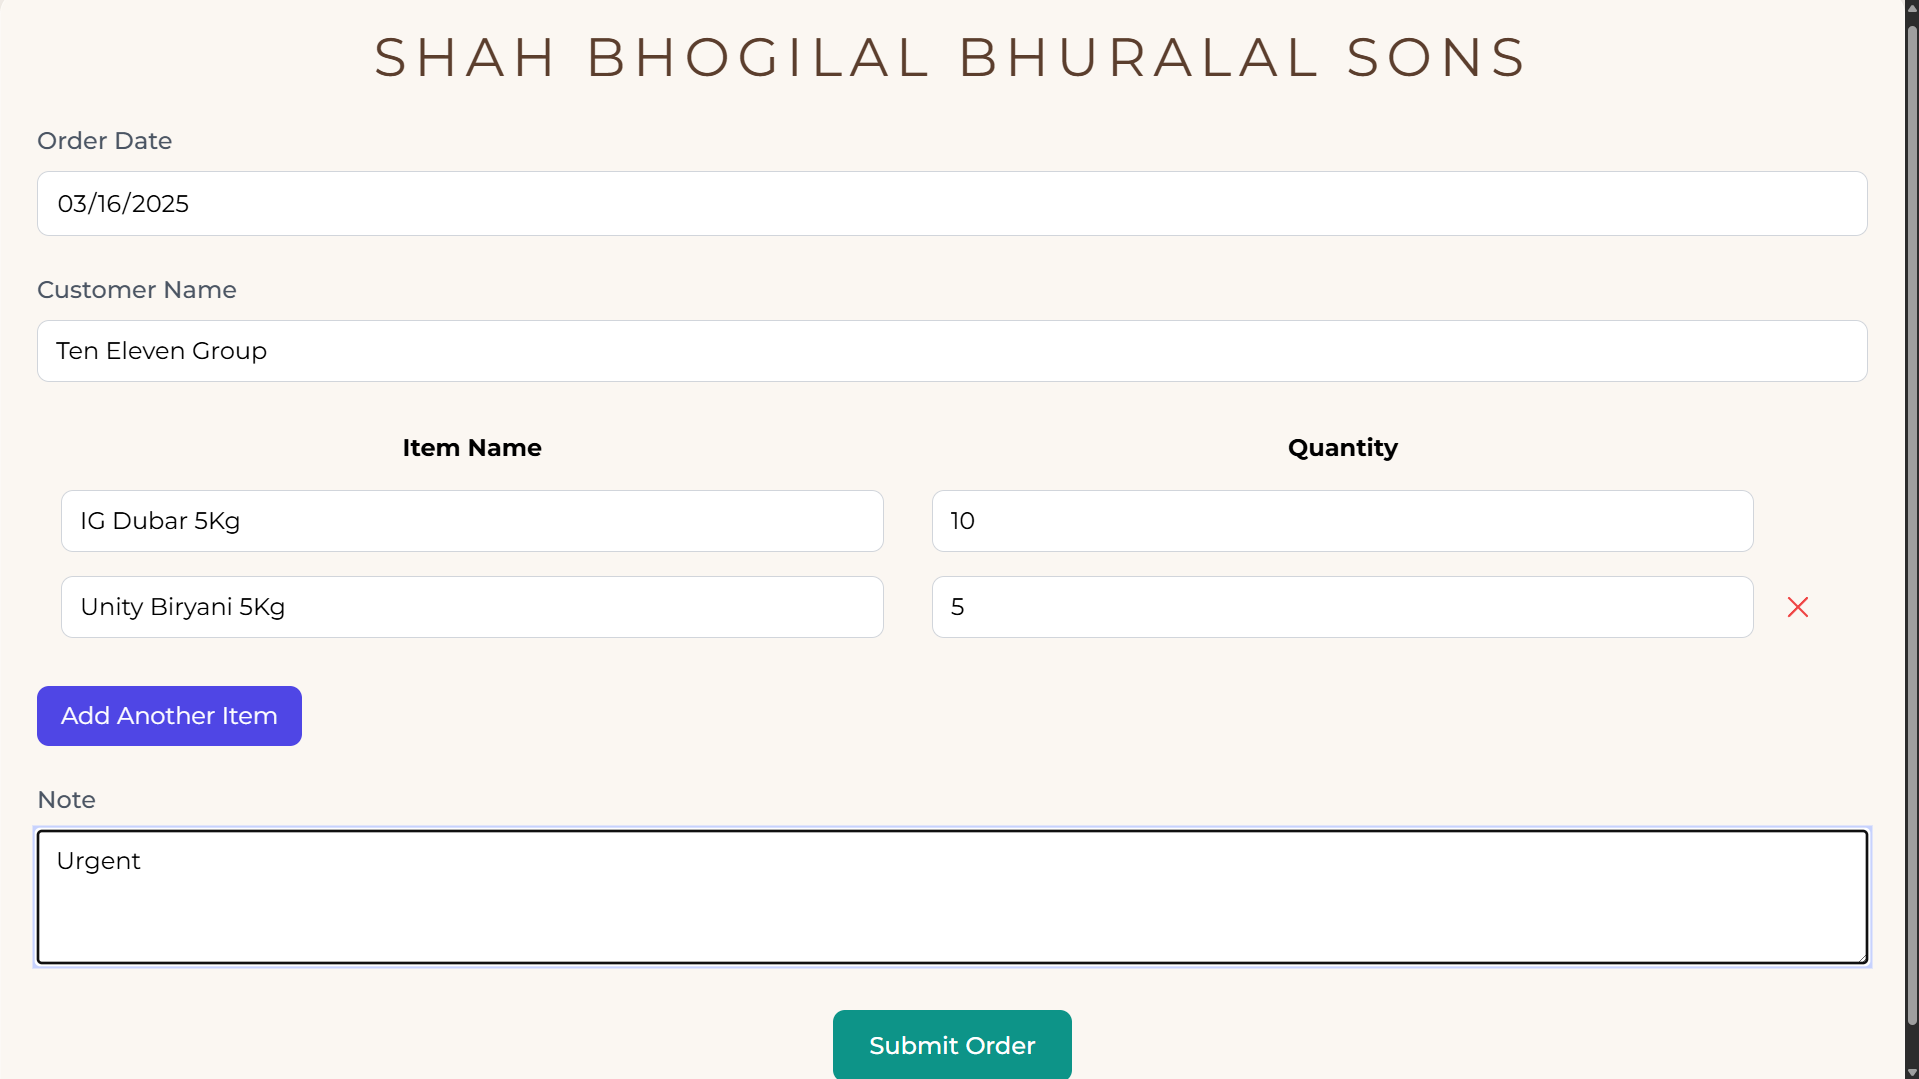 SHAH BHOGILAL BHURALAL SONS
Order Date
03/16/2025
Customer Name
Ten Eleven Group
Item Name Quantity
IG Dubar 5Kg 10
Unity Biryani 5Kg 5
Add Another Item
Note
Urgent
Submit Order